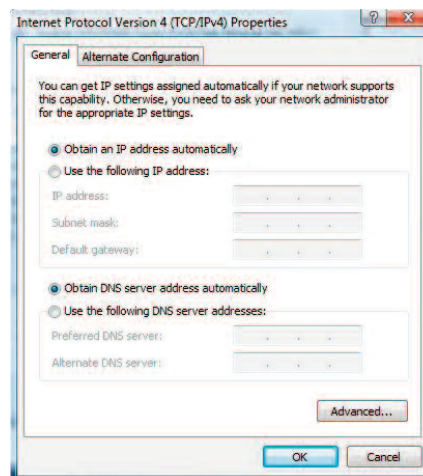 Internet Protocol Version 4 (TCP/IPv4) Properties
General
Alternate Configuration
You can get IP settings assigned automatically if your network supports
this capability. Otherwise, you need to ask your network administrator
for the appropriate IP settings.
Obtain an IP address automatically
Use the following IP address:
IP address:
Subnet mask:
Default gateway:
Obtain DNS server address automatically
Use the following DNS server addresses:
Preferred DNS server:
Alternate DNS server:
Advanced...
OK
Cancel